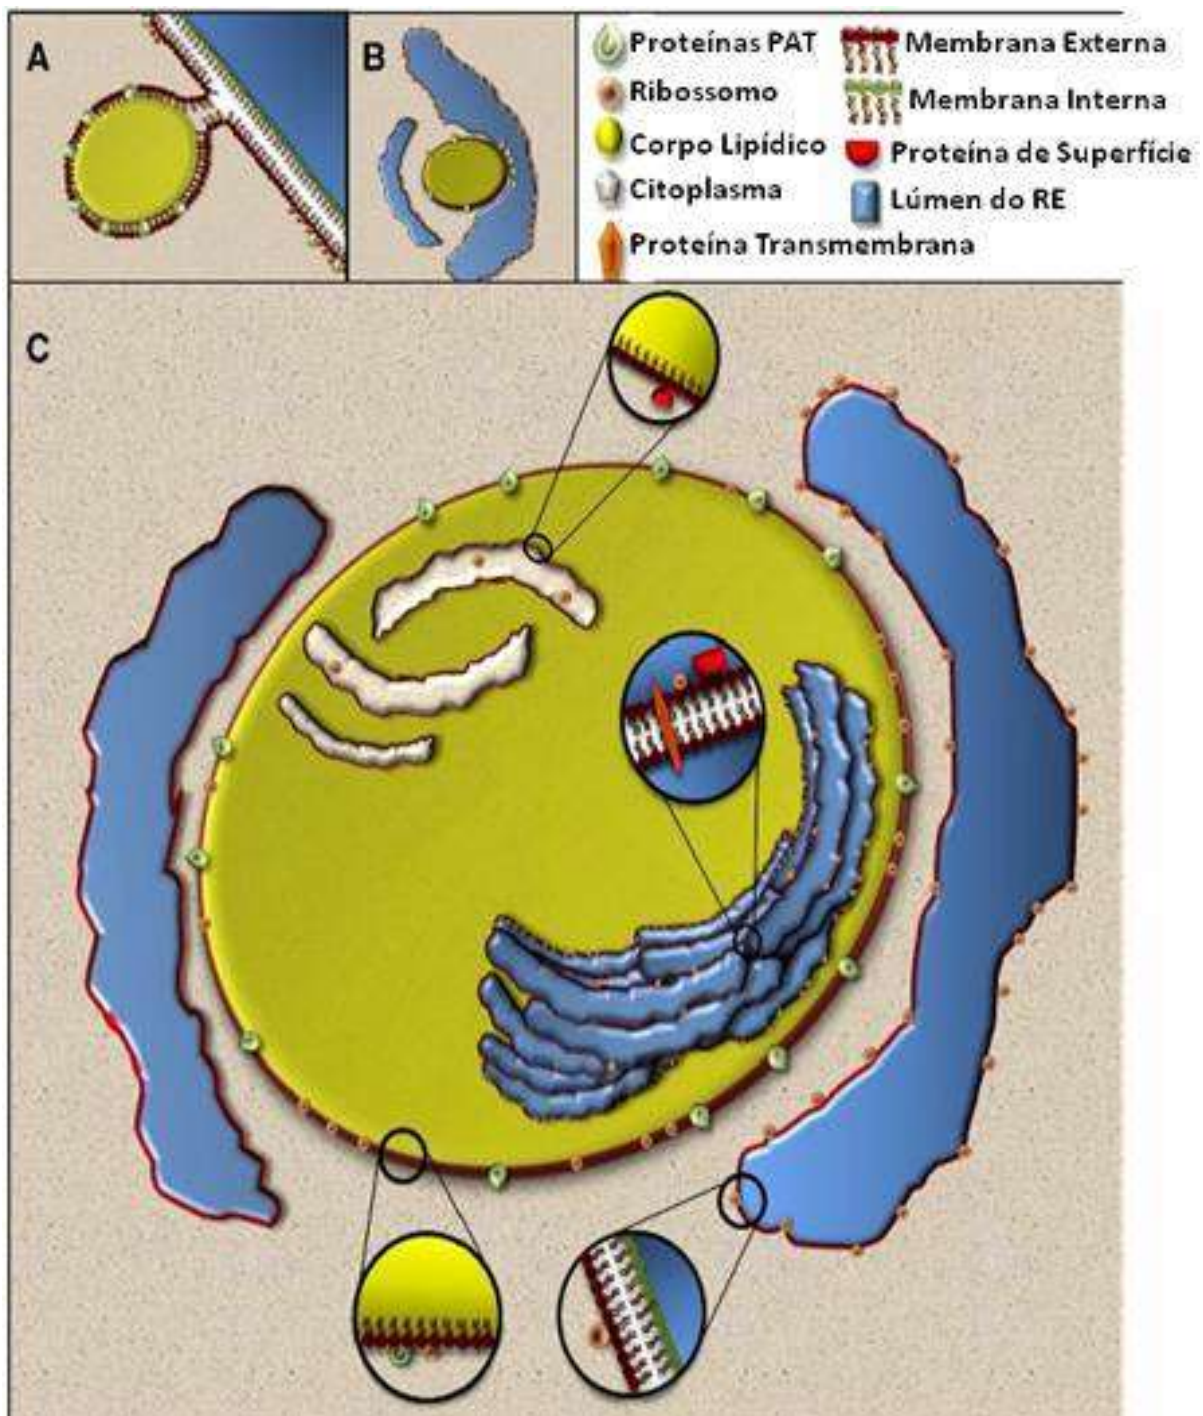 A
B
Proteínas PAT
Ribossomo
Corpo Lipídico
Citoplasma
Proteína Transmembrana
Membrana Externa
Membrana Interna
Proteína de Superfície
Lúmen do RE
C